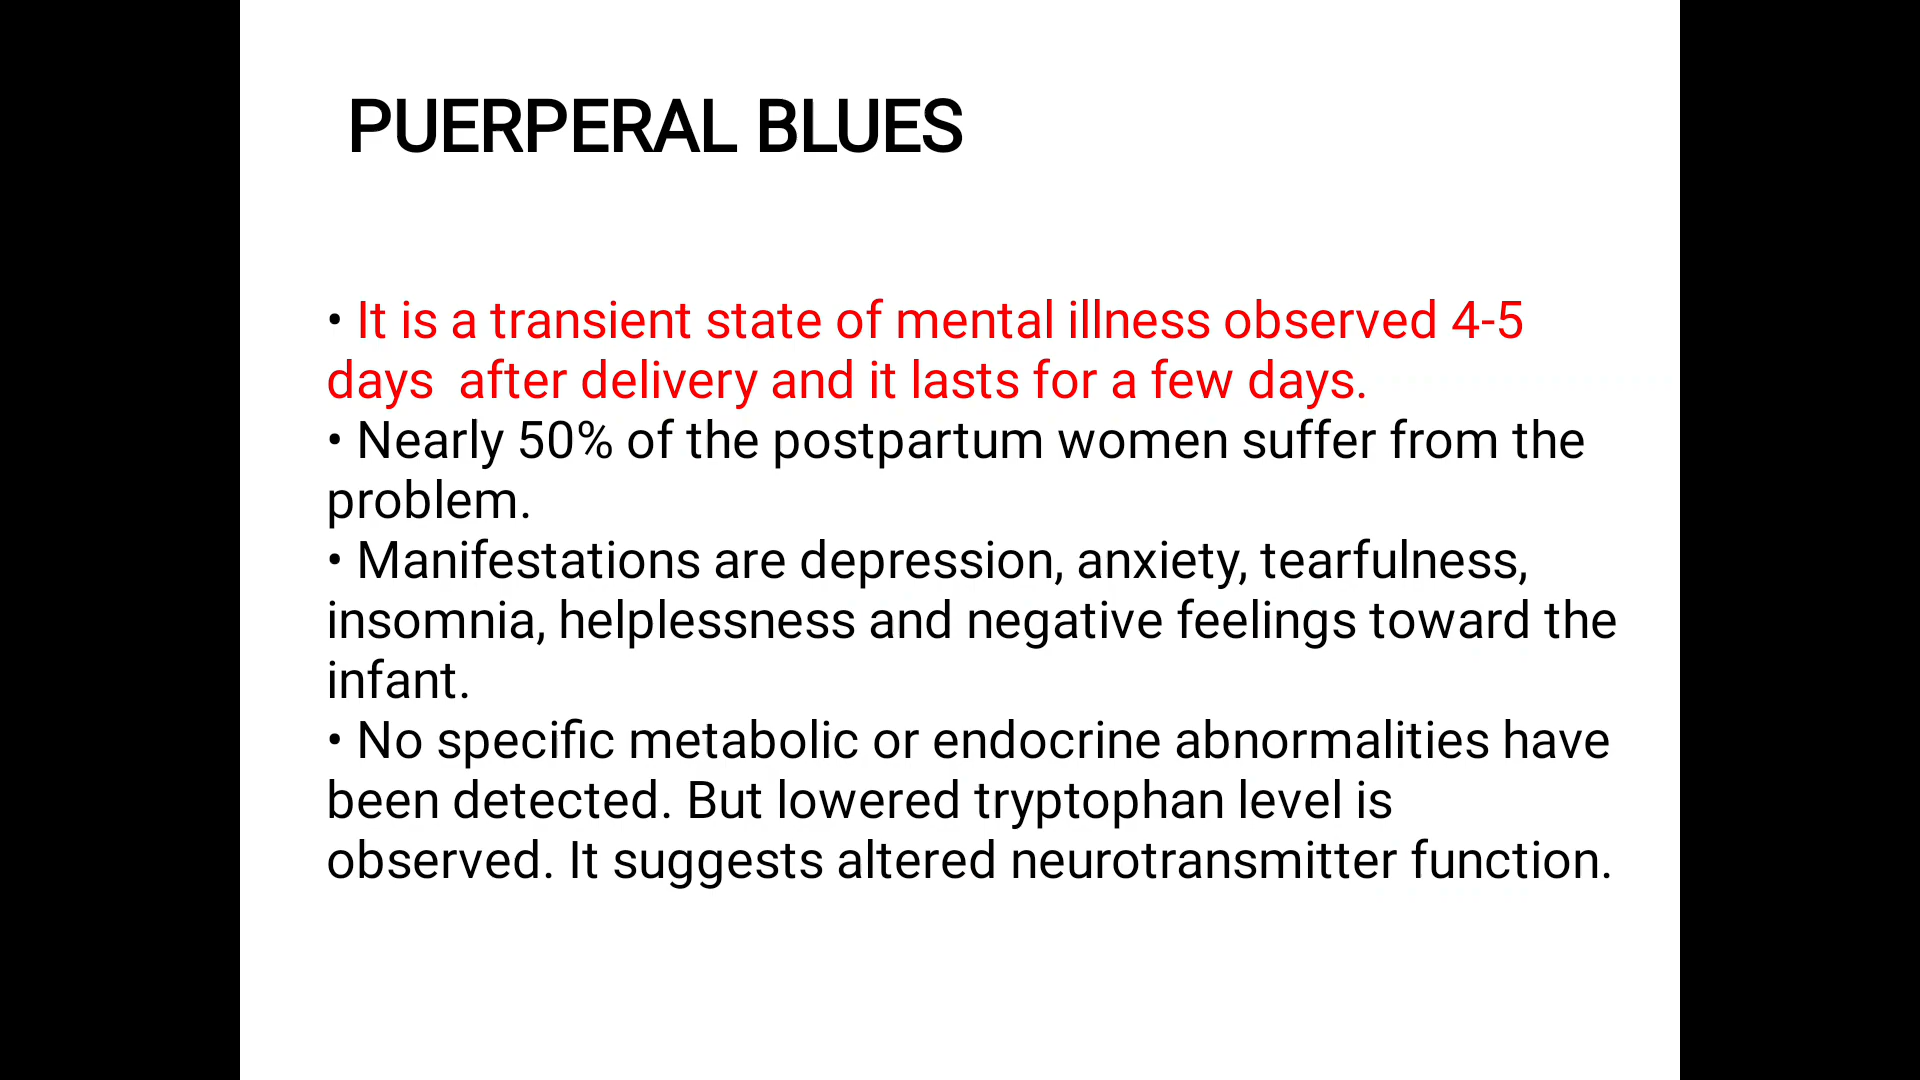 PUERPERAL BLUES
• It is a transient state of mental illness observed 4-5
days  after delivery and it lasts for a few days.
• Nearly 50% of the postpartum women suffer from the
problem.
• Manifestations are depression, anxiety, tearfulness,
insomnia, helplessness and negative feelings toward the
infant.
• No specific metabolic or endocrine abnormalities have
been detected. But lowered tryptophan level is
observed. It suggests altered neurotransmitter function.